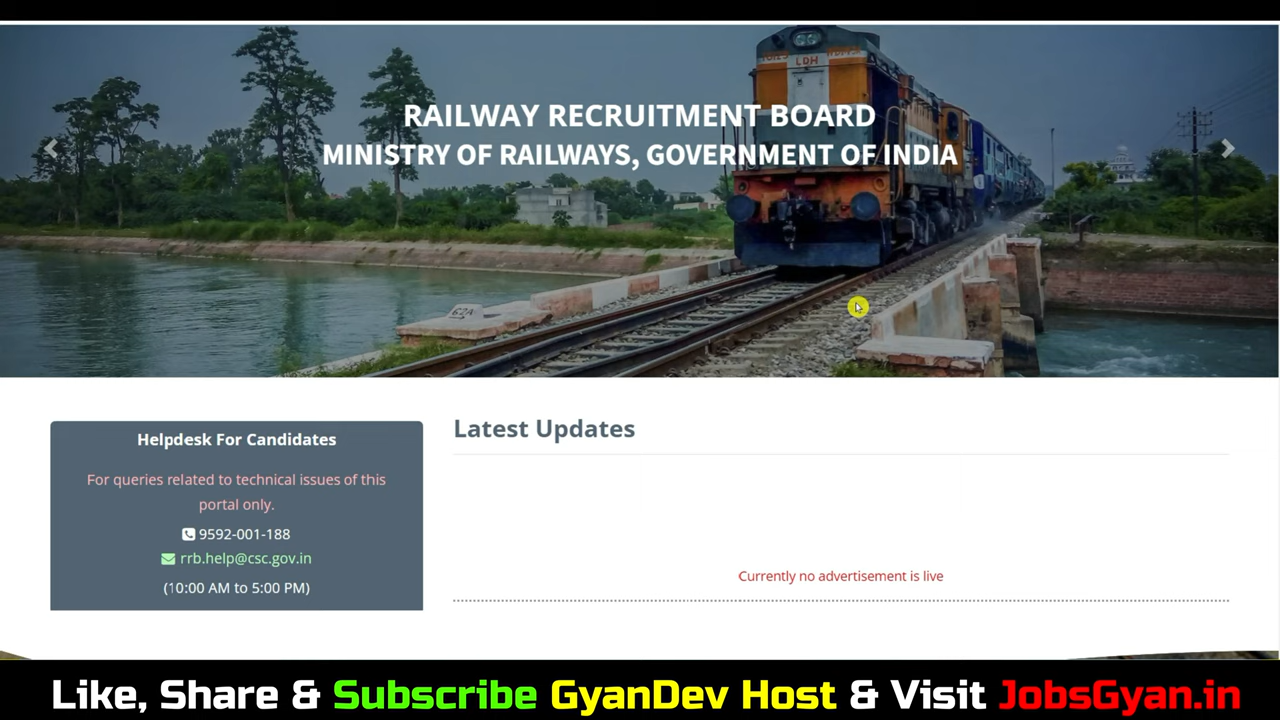 LDH
RAILWAY RECRUITMENT BOARD
MINISTRY OF RAILWAYS, GOVERNMENT OF INDIA
Helpdesk For Candidates
For queries related to technical issues of this
portal only.
9592-001-188
rrb.help@csc.gov.in
(10:00 AM to 5:00 PM)
Latest Updates
Currently no advertisement is live
Like, Share & Subscribe GyanDev Host & Visit JobsGyan.in